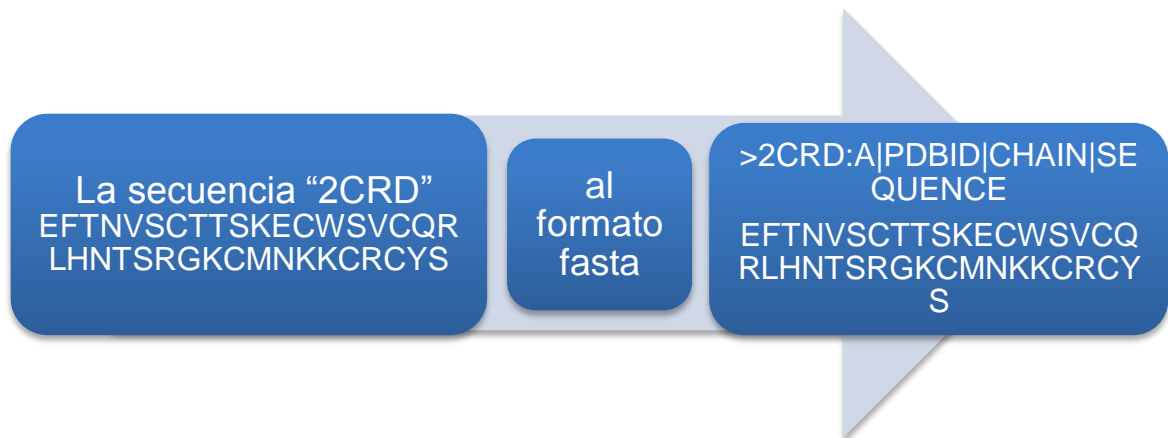 La secuencia “2CRD”
EFTNVSCTTSKECWSVCQR
LHNTSRGKCMNKKCRCYS
al
formato
fasta
>2CRD:A|PDBID|CHAIN|SE
QUENCE
EFTNVSCTTSKECWSVCQ
RLHNTSRGKCMNKKCRCY
S